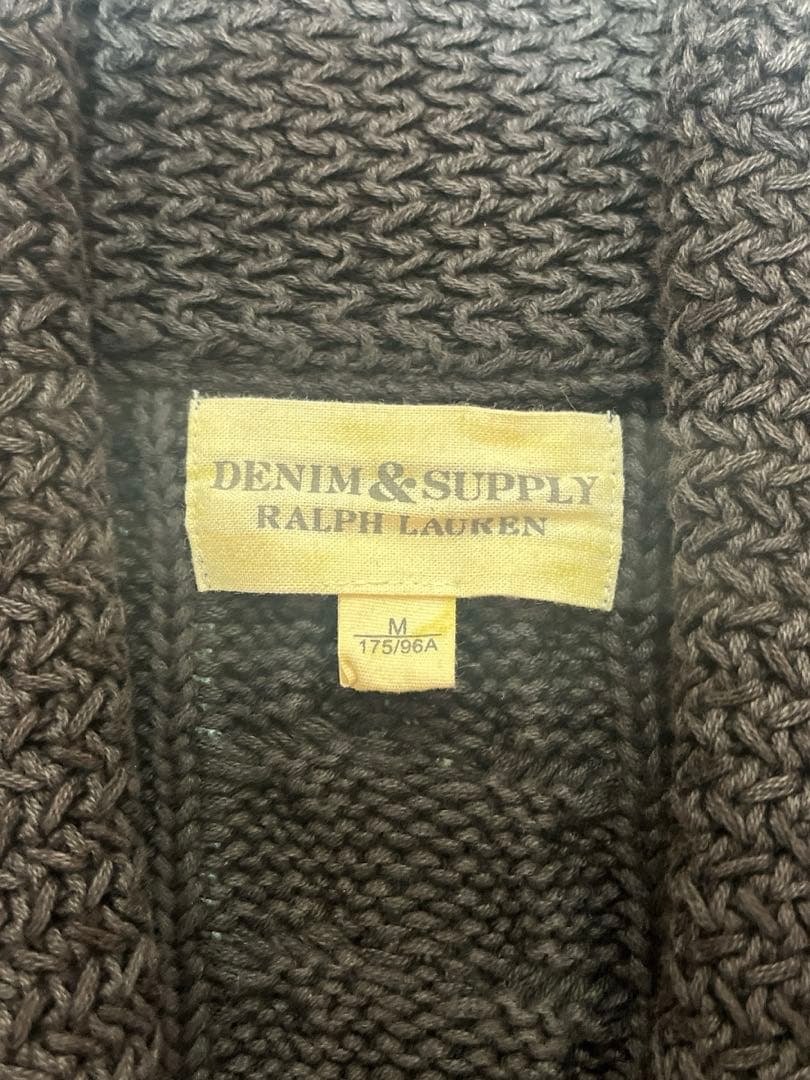 DENIM & SUPPLY
RALPH LAUREN
M
175/96A